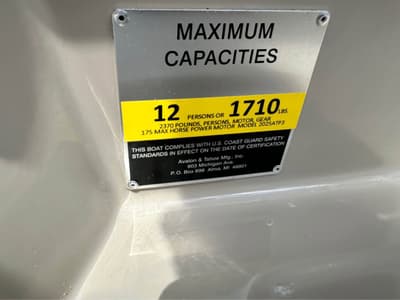 MAXIMUM
CAPACITIES
12 PERSONS OR 1710 LBS
2370 POUNDS, PERSONS, MOTOR, GEAR
175 MAX HORSE POWER MOTOR MODEL 2025ATP3
THIS BOAT COMPLIES WITH U.S. COAST GUARD SAFETY
STANDARDS IN EFFECT ON THE DATE OF CERTIFICATION
Avalon & Tahoe Mfg., Inc.
903 Michigan Ave.
P.O. Box 698 Alma, MI 48801